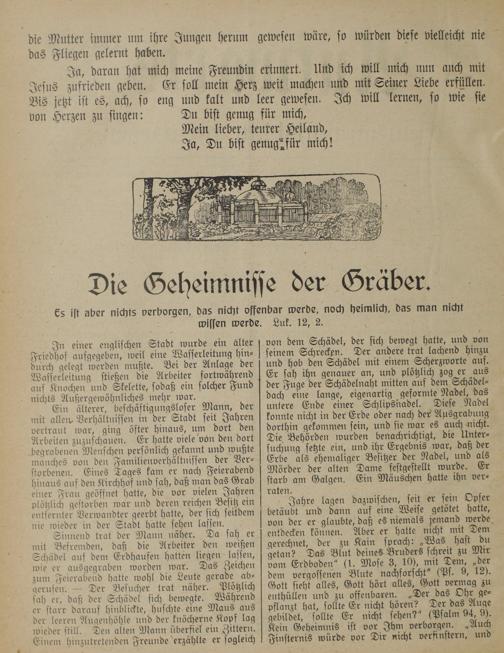 die Mutter immer um ihre Jungen herum gewesen wäre, so würden diese vielleicht nie
das Fliegen gelernt haben.
Ja, daran hat mich meine Freundin erinnert. Und ich will mich nun auch mit
Jesus zufrieden geben. Er soll mein Herz weit machen und mit Seiner Liebe erfüllen.
Bis jetzt ist es, ach, so eng und kalt und leer gewesen. Ich will lernen, so wie sie
von Herzen zu singen:
Du bist genug für mich,
Mein lieber, teurer Heiland,
Ja, Du bist genug für mich!
Die Geheimnisse der Gräber.
Es ist aber nichts verborgen, das nicht offenbar werde, noch heimlich, das man nicht
wissen werde. Luk. 12, 2.
In einer englischen Stadt wurde ein alter
Friedhof aufgegeben, weil eine Wasserleitung hin-
durch gelegt werden mußte. Bei der Anlage der
Wasserleitung stießen die Arbeiter fortwährend
auf Knochen und Skelette, sodaß ein solcher Fund
nichts Außergewöhnliches mehr war.
Ein älterer, beschäftigungsloser Mann, der
mit allen Verhältnissen in der Stadt seit Jahren
vertraut war, ging öfter hinaus, um dort den
Arbeiten zuzuschauen. Er hatte viele von den dort
begrabenen Menschen persönlich gekannt und wußte
manches von den Familienverhältnissen der Ver-
storbenen. Eines Tages kam er nach Feierabend
hinaus auf den Kirchhof und sah, daß man das Grab
einer Frau geöffnet hatte, die vor vielen Jahren
plötzlich gestorben war und deren reichen Besitz ein
entfernter Verwandter geerbt hatte, der sich seitdem
nie wieder in der Stadt hatte sehen lassen.
Sinnend trat der Mann näher. Da sah er
mit Befremden, daß die Arbeiter den weißen
Schädel auf dem Erdhaufen hatten liegen lassen,
wie er ausgegraben worden war. Das Zeichen
zum Feierabend hatte wohl die Leute gerade ab-
gerufen. — Der Besucher trat näher. Plötzlich
sah er, daß der Schädel sich bewegte. Während
er starr darauf hinblickte, huschte eine Maus aus
der leeren Augenhöhle und der knöcherne Kopf lag
wieder still. Den alten Mann überfiel ein Zittern.
Einem hinzutretenden Freunde erzählte er sogleich
von dem Schädel, der sich bewegt hatte, und von
seinem Schrecken. Der andere trat lachend hinzu
und hob den Schädel mit einem Scherzworte auf.
Er sah ihn genauer an, und plötzlich zog er aus
der Fuge der Schädelnaht mitten auf dem Schädel-
dach eine lange, eigenartig geformte Nadel, das
untere Ende einer Schlipsnadel. Diese Nadel
konnte nicht in der Erde oder nach der Ausgrabung
dorthin gekommen sein, und sie war es auch nicht.
Die Behörden wurden benachrichtigt, die Unter-
suchung setzte ein, und ihr Ergebnis war, daß der
Erbe als ehemaliger Besitzer der Nadel, und als
Mörder der alten Dame festgestellt wurde. Er
starb am Galgen. Ein Mäuschen hatte ihn ver-
raten.
Jahre lagen dazwischen, seit er sein Opfer
betäubt und dann auf eine Weise getötet hatte,
von der er glaubte, daß es niemals jemand werde
entdecken können. Aber er hatte nicht mit Dem
gerechnet, der zu Kain sprach: „Was hast du
getan? Das Blut deines Bruders schreit zu Mir
vom Erdboden" (1. Mose 3, 10), mit Dem, „der
dem vergossenen Blute nachforscht" (Ps. 9, 12).
Gott sieht alles, Gott hört alles, Gott vermag zu
enthüllen und zu offenbaren. „Der das Ohr ge-
pflanzt hat, sollte Er nicht hören? Der das Auge
gebildet, sollte Er nicht sehen?" (Psalm 94, 9).
Kein Geheimnis ist vor Ihm verborgen. „Auch
Finsternis würde vor Dir nicht verfinstern, und